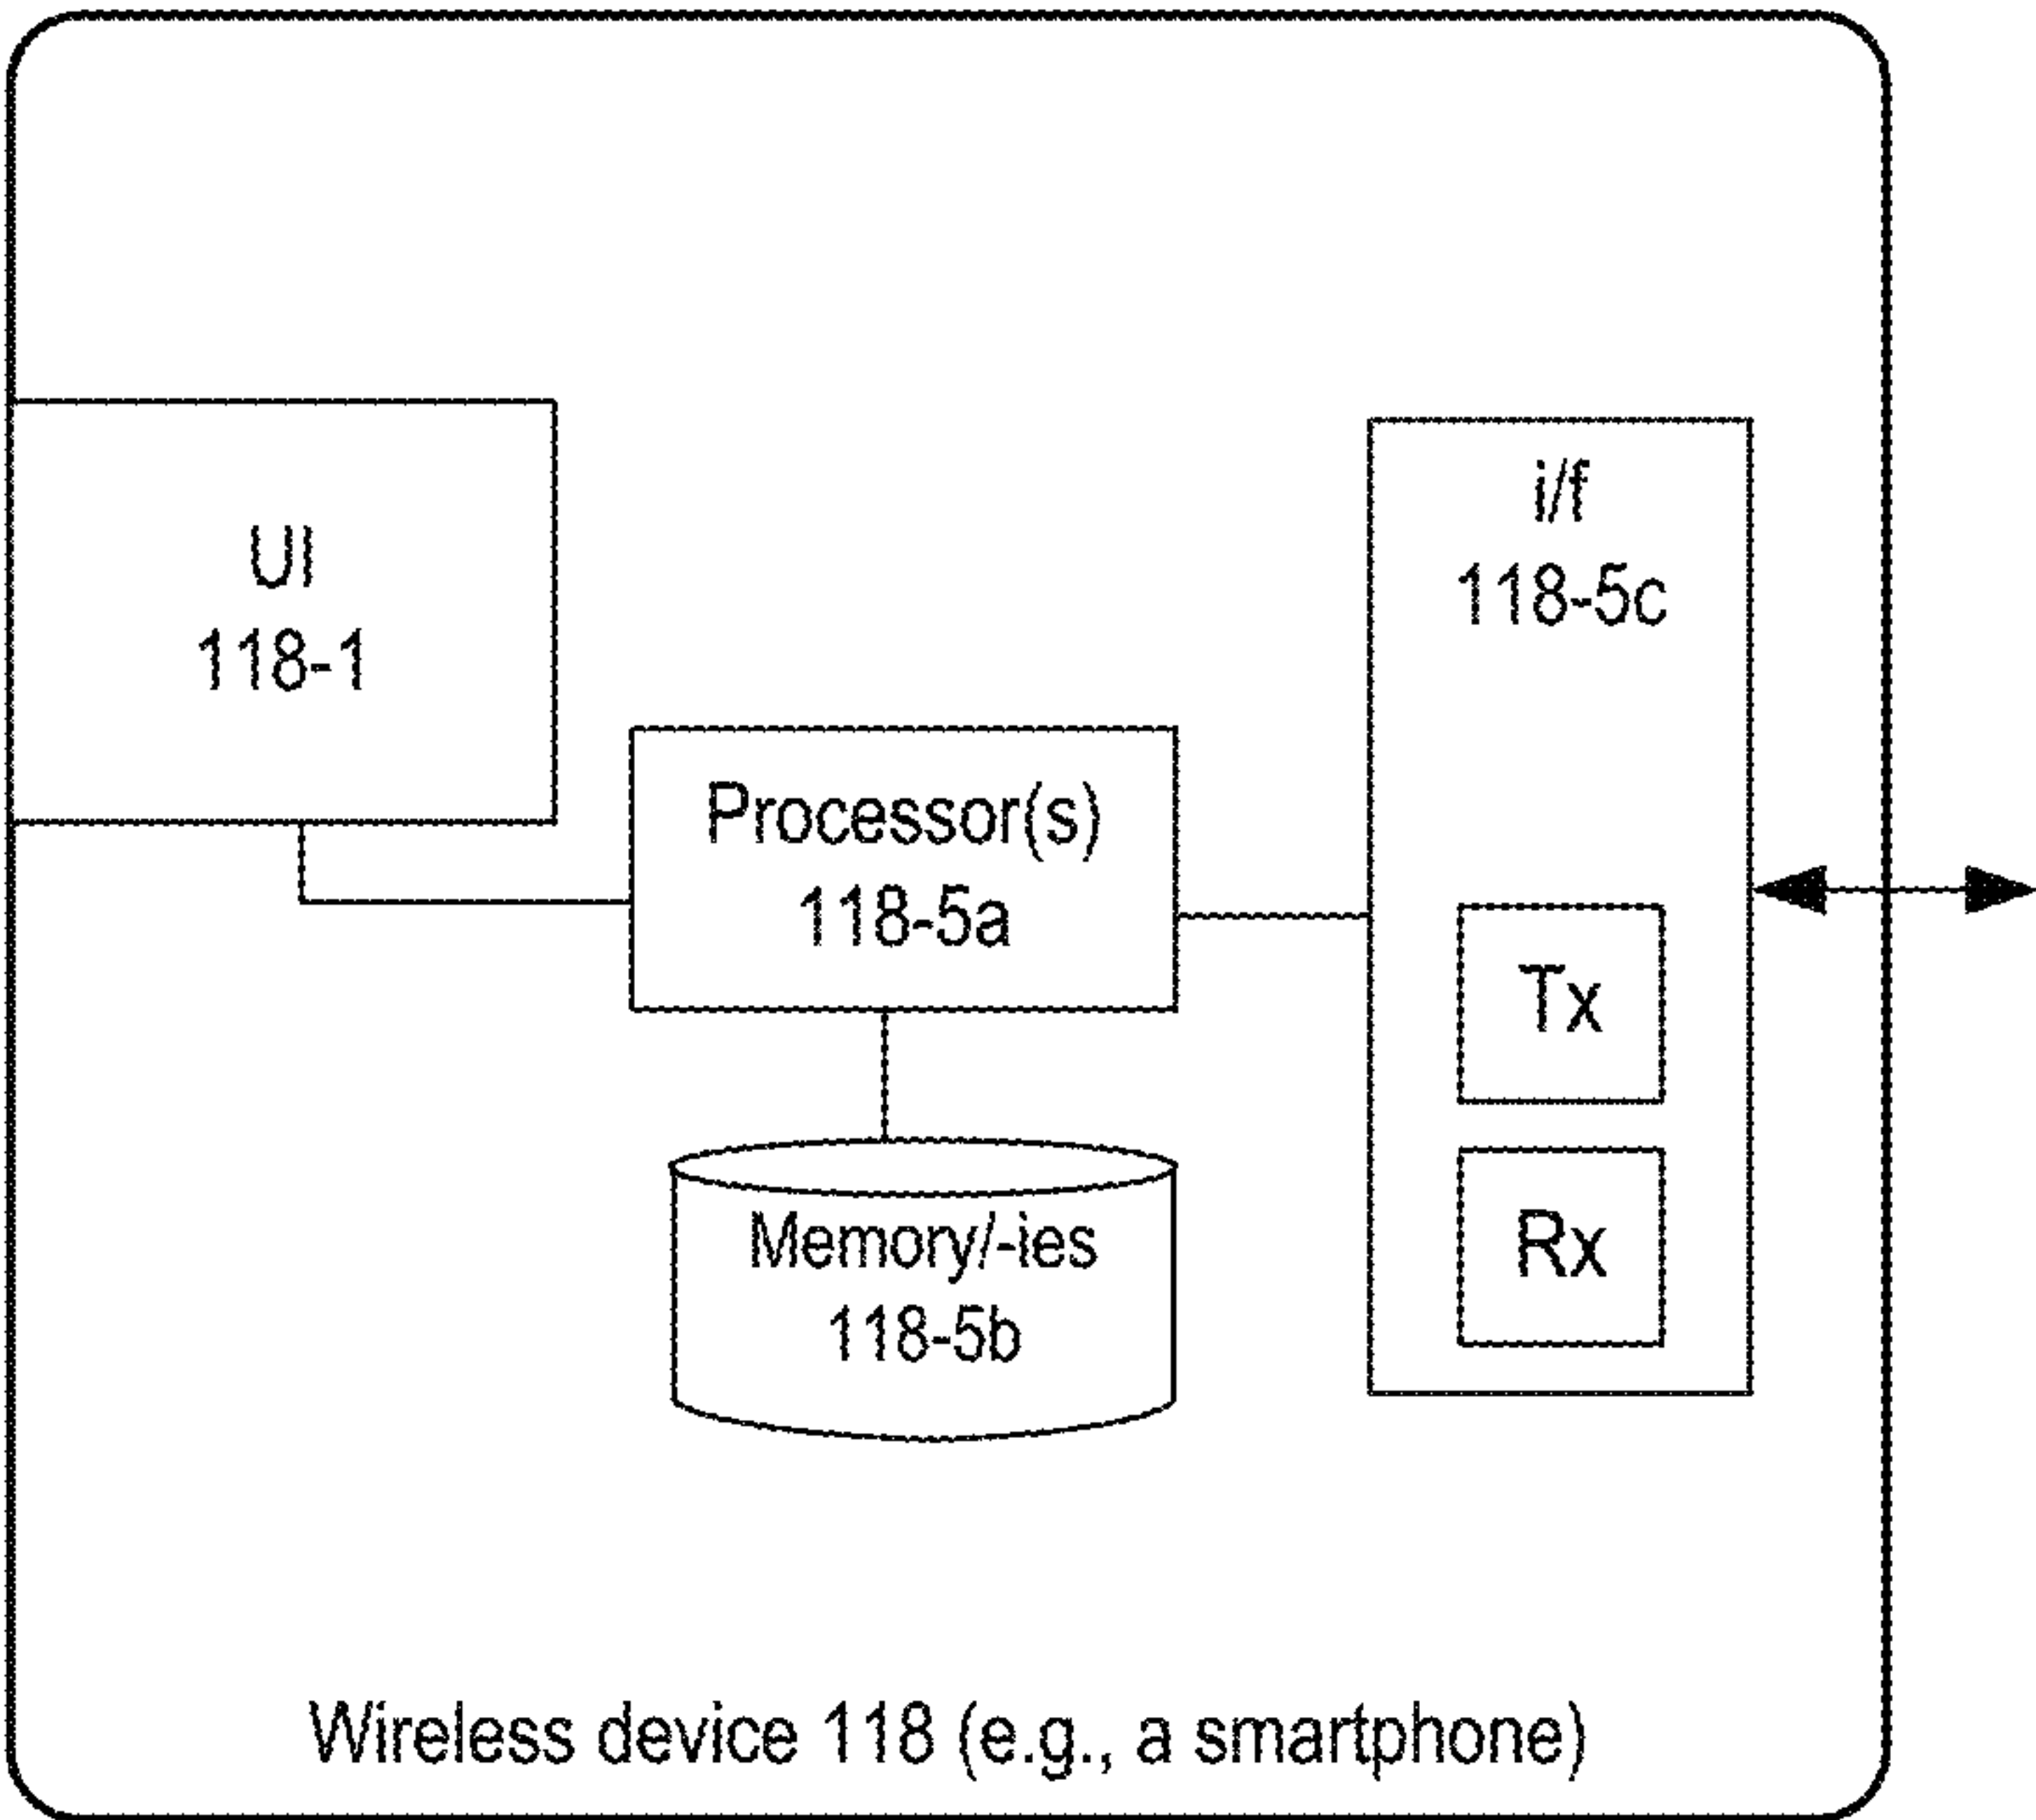 UI
118-1
i/f
118-5c
Processor(s)
118-5a
Tx
Rx
Memory/-ies
118-5b
Wireless device 118 (e.g., a smartphone)